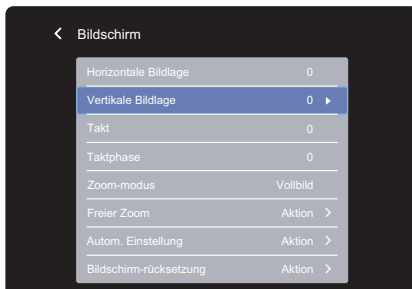 Bildschirm
Horizontale Bildlage 0
Vertikale Bildlage 0
Takt 0
Taktphase 0
Zoom-modus Vollbild
Freier Zoom Aktion
Autom. Einstellung Aktion
Bildschirm-rücksetzung Aktion